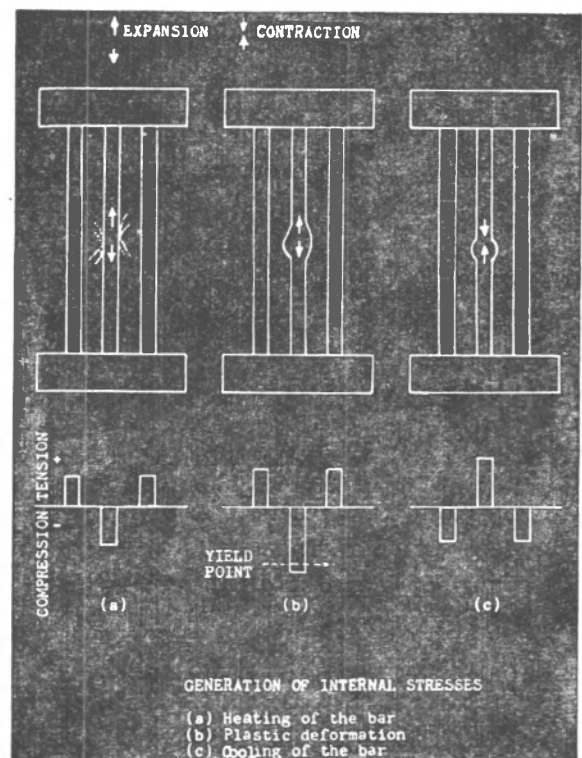 EXPANSION CONTRACTION
COMPRESSION TENSION
+
-
YIELD
POINT
(a) (b) (c)
GENERATION OF INTERNAL STRESSES
(a) Heating of the bar
(b) Plastic deformation
(c) Cooling of the bar